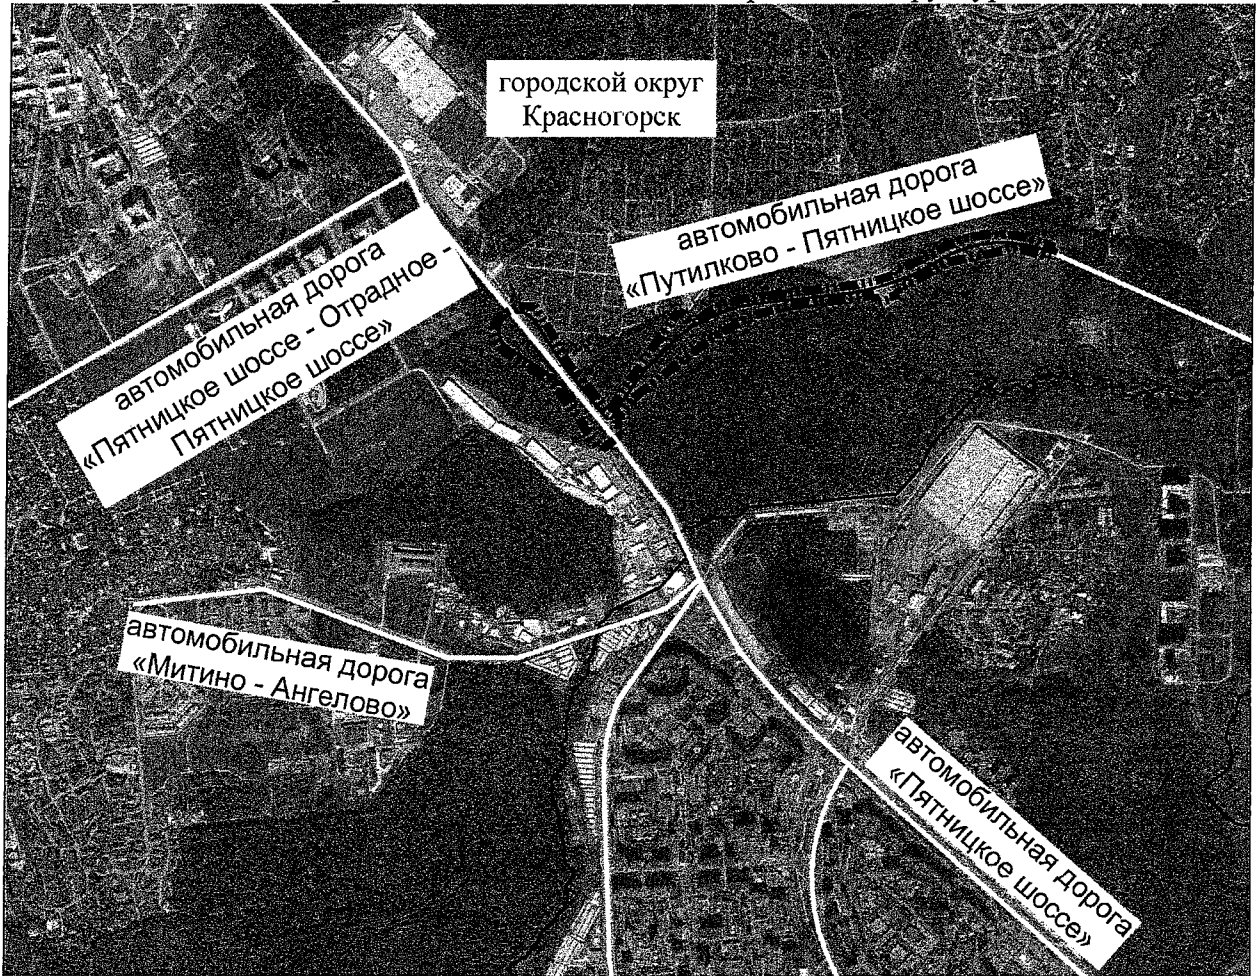 городской округ
Красногорск
автомобильная дорога
«Путилково - Пятницкое шоссе»
автомобильная дорога
«Пятницкое шоссе - Отрадное -
Пятницкое шоссе»
автомобильная дорога
«Митино - Ангелово»
автомобильная дорога
«Пятницкое шоссе»